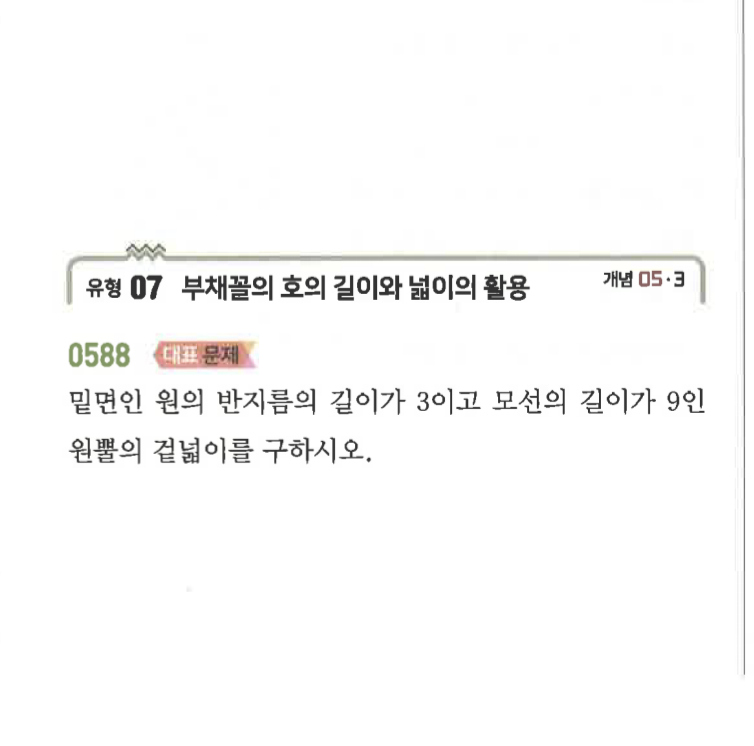 유형 07 부채꼴의 호의 길이와 넓이의 활용 개념 05·3
0588 대표 문제
밑면인 원의 반지름의 길이가 3이고 모선의 길이가 9인
원뿔의 겉넓이를 구하시오.